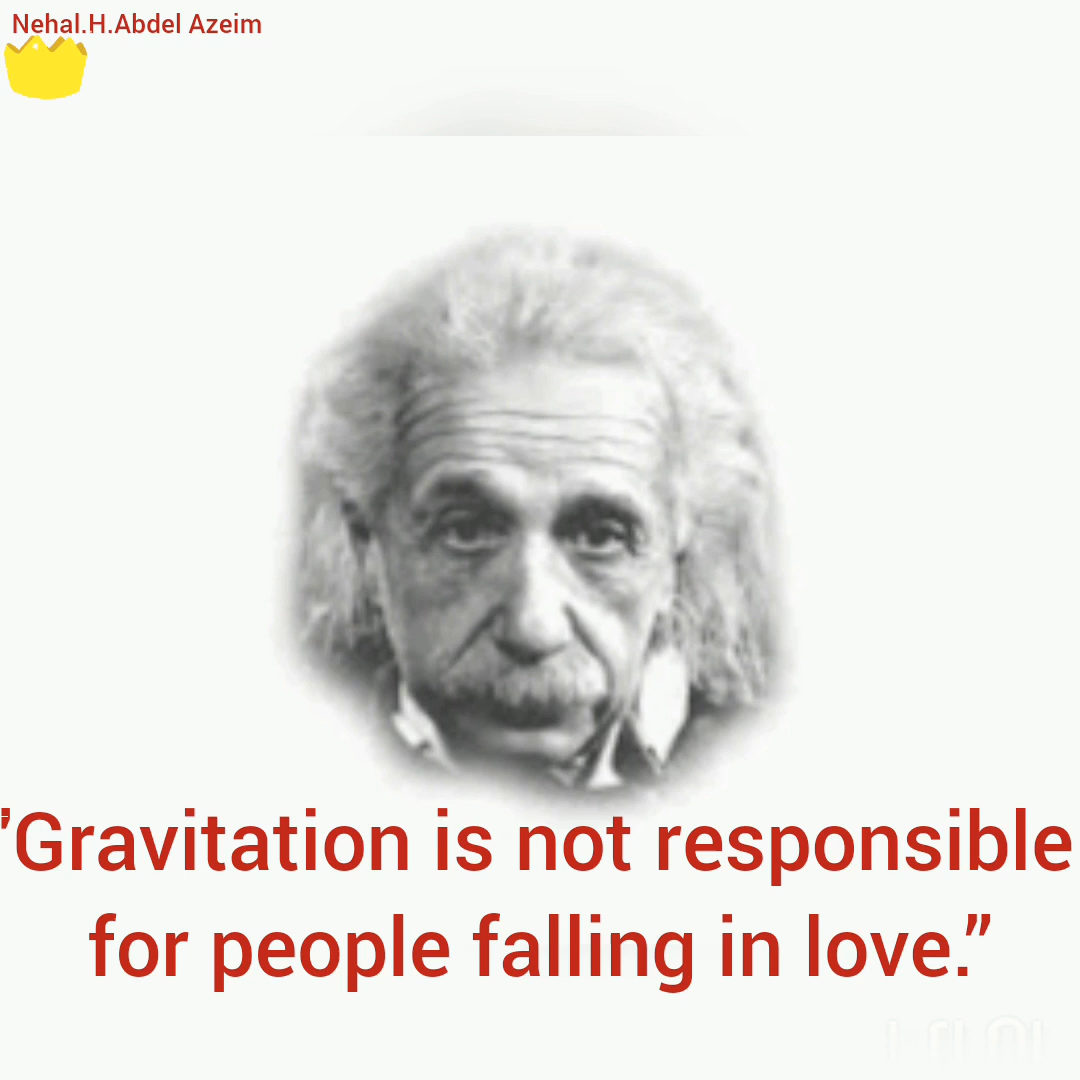 Nehal.H.Abdel Azeim
"Gravitation is not responsible
for people falling in love.”